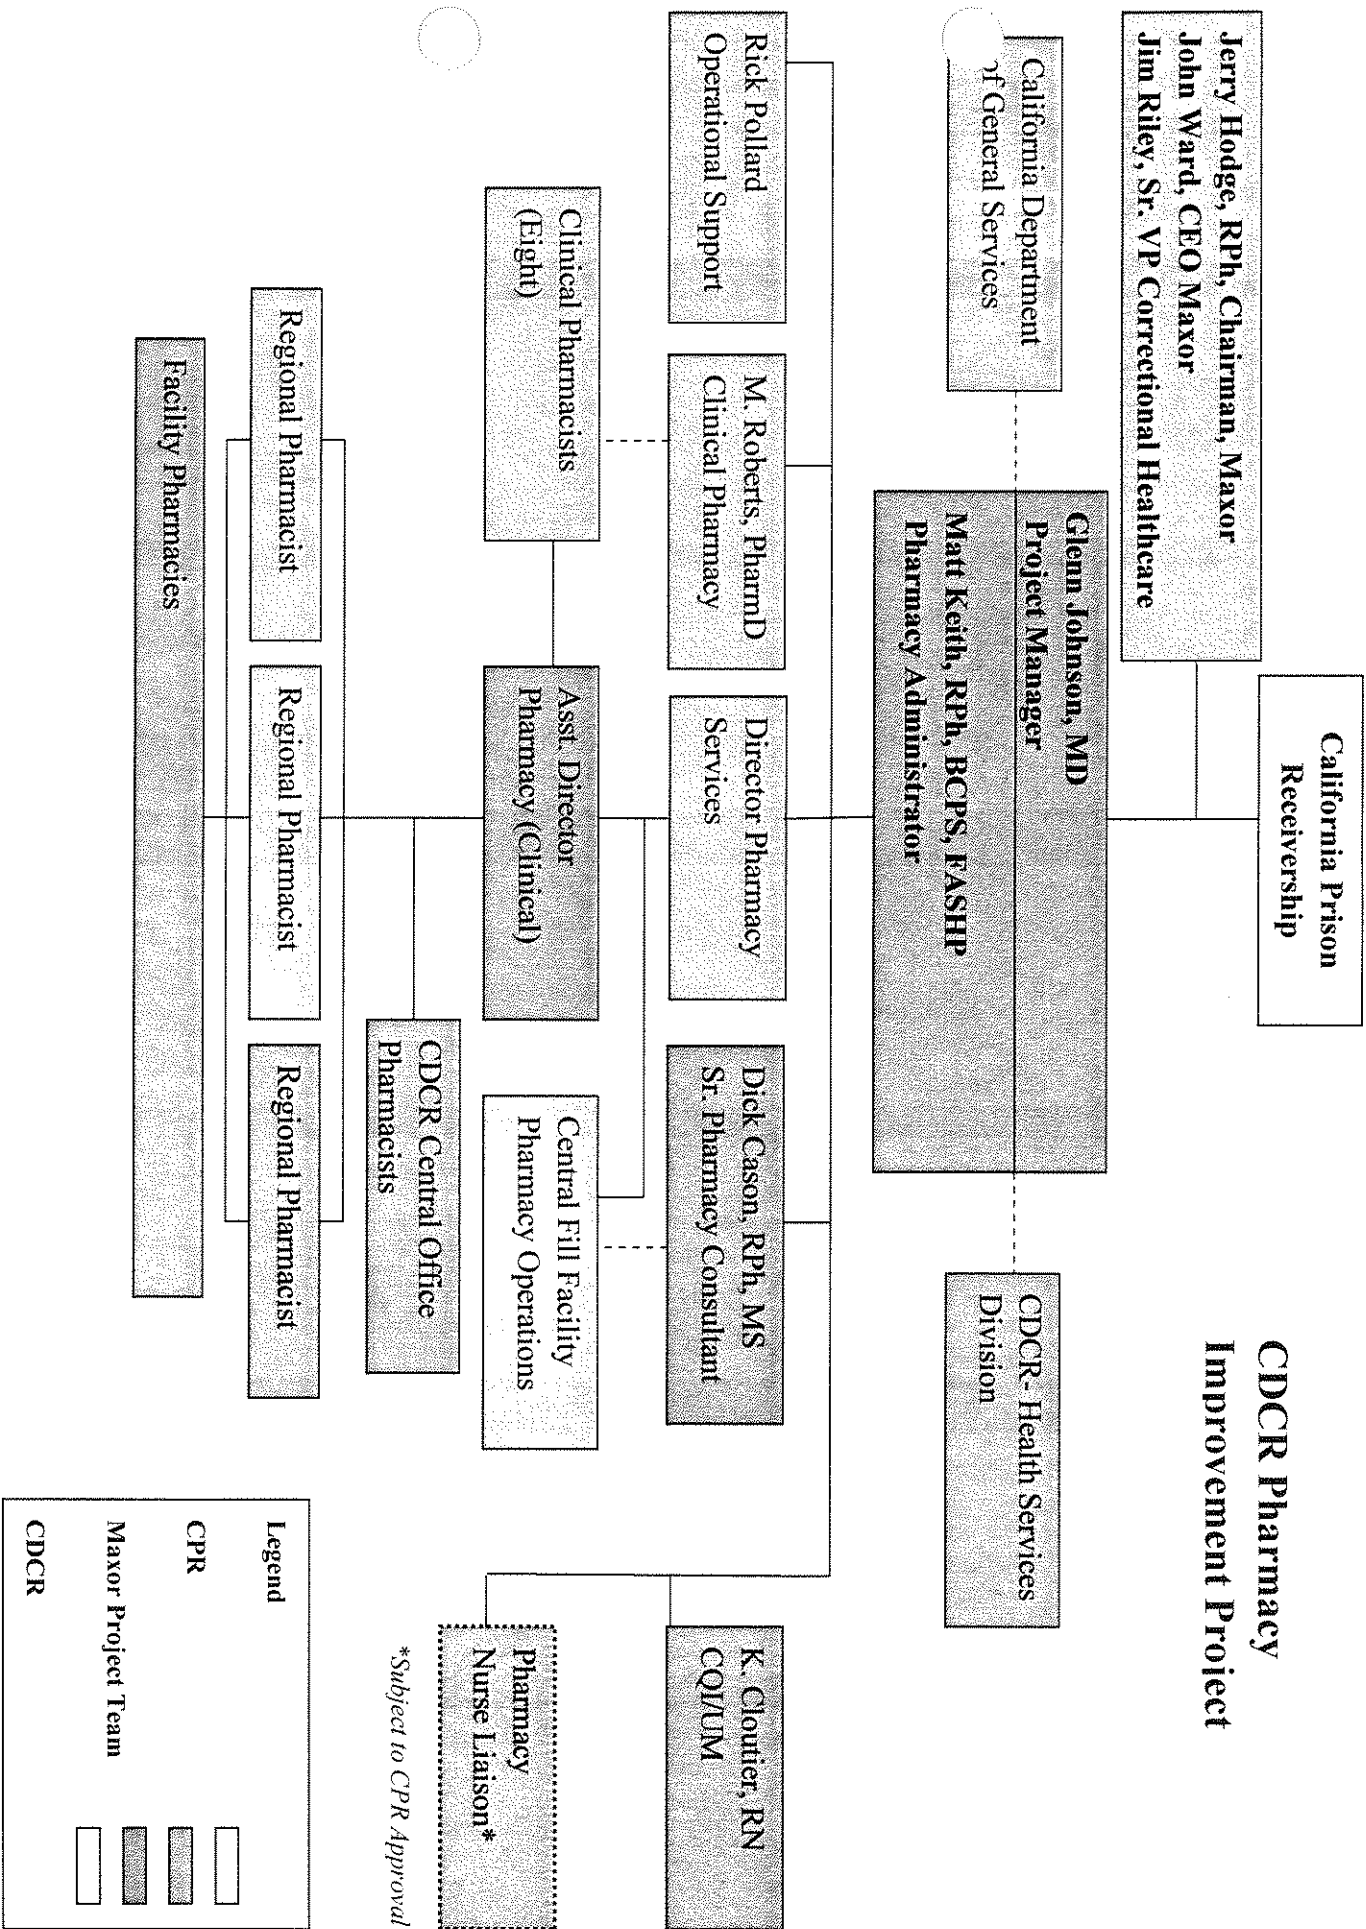 CDCR Pharmacy
Improvement Project
California Prison
Receivership
Jerry Hodge, RPh, Chairman, Maxor
John Ward, CEO Maxor
Jim Riley, Sr. VP Correctional Healthcare
Glenn Johnson, MD
Project Manager
Matt Keith, RPh, BCPS, FASHP
Pharmacy Administrator
California Department
of General Services
CDCR- Health Services
Division
Rick Pollard
Operational Support
M. Roberts, PharmD
Clinical Pharmacy
Director Pharmacy
Services
Dick Cason, RPh, MS
Sr. Pharmacy Consultant
K. Cloutier, RN
CQI/UM
Clinical Pharmacists
(Eight)
Asst. Director
Pharmacy (Clinical)
Central Fill Facility
Pharmacy Operations
Pharmacy
Nurse Liaison*
*Subject to CPR Approval
CDCR Central Office
Pharmacists
Regional Pharmacist
Regional Pharmacist
Regional Pharmacist
Facility Pharmacies
Legend
CPR
Maxor Project Team
CDCR